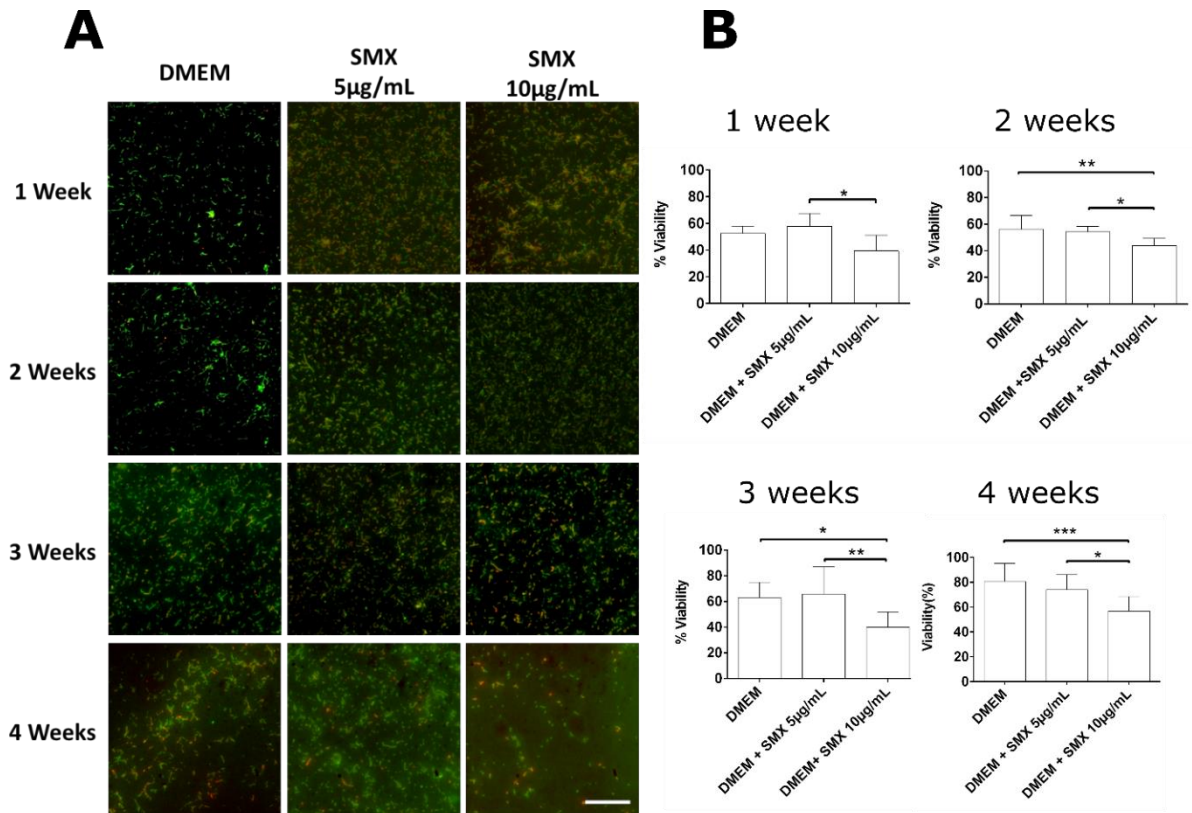 A
B
DMEM
SMX
5µg/mL
SMX
10µg/mL
1 Week
2 Weeks
3 Weeks
4 Weeks
1 week
% Viability
100
80
60
40
20
0
*
DMEM
DMEM + SMX 5µg/mL
DMEM + SMX 10µg/mL
2 weeks
% Viability
100
80
60
40
20
0
**
*
DMEM
DMEM +SMX 5µg/mL
DMEM + SMX 10µg/mL
3 weeks
% Viability
100
80
60
40
20
0
*
**
DMEM
DMEM + SMX 5µg/mL
DMEM+ SMX 10µg/mL
4 weeks
Viability(%)
100
80
60
40
20
0
***
*
DMEM
DMEM + SMX 5µg/mL
DMEM + SMX 10µg/mL